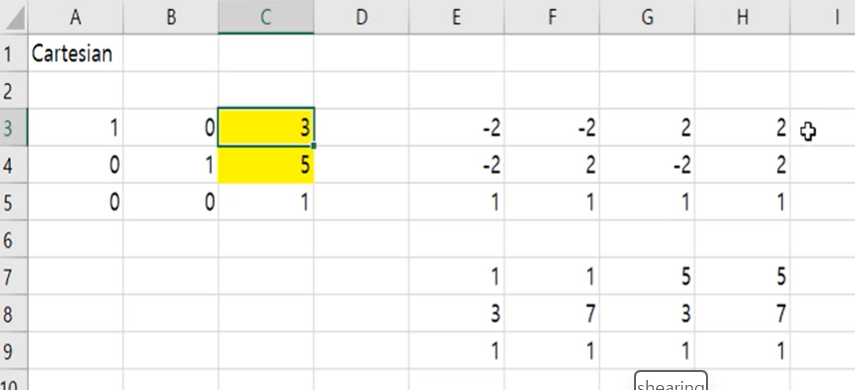 A B C D E F G H I
1 Cartesian
2
3 1 0 3 -2 -2 2 2
4 0 1 5 -2 2 -2 2
5 0 0 1 1 1 1 1
6
7 1 1 5 5
8 3 7 3 7
9 1 1 1 1
10 shearing